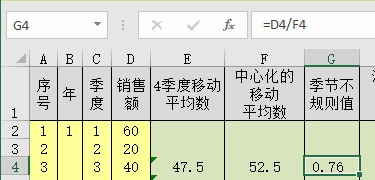 G4 =D4/F4
A B C D E F G
1 序号 年 季度 销售额 4季度移动平均数 中心化的移动平均数 季节不规则值
2 1 1 1 60
3 2 2 20
4 3 3 40 47.5 52.5 0.76